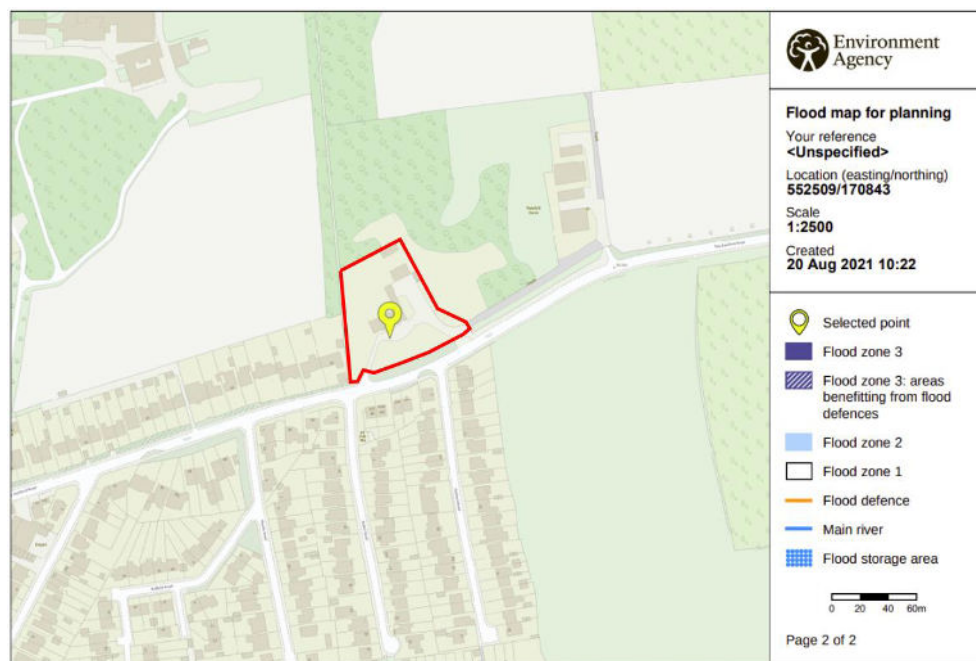 Environment
Agency
Flood map for planning
Your reference
<Unspecified>
Location (easting/northing)
552509/170843
Scale
1:2500
Created
20 Aug 2021 10:22
Selected point
Flood zone 3
Flood zone 3: areas
benefitting from flood
defences
Flood zone 2
Flood zone 1
Flood defence
Main river
Flood storage area
0 20 40 60m
Page 2 of 2